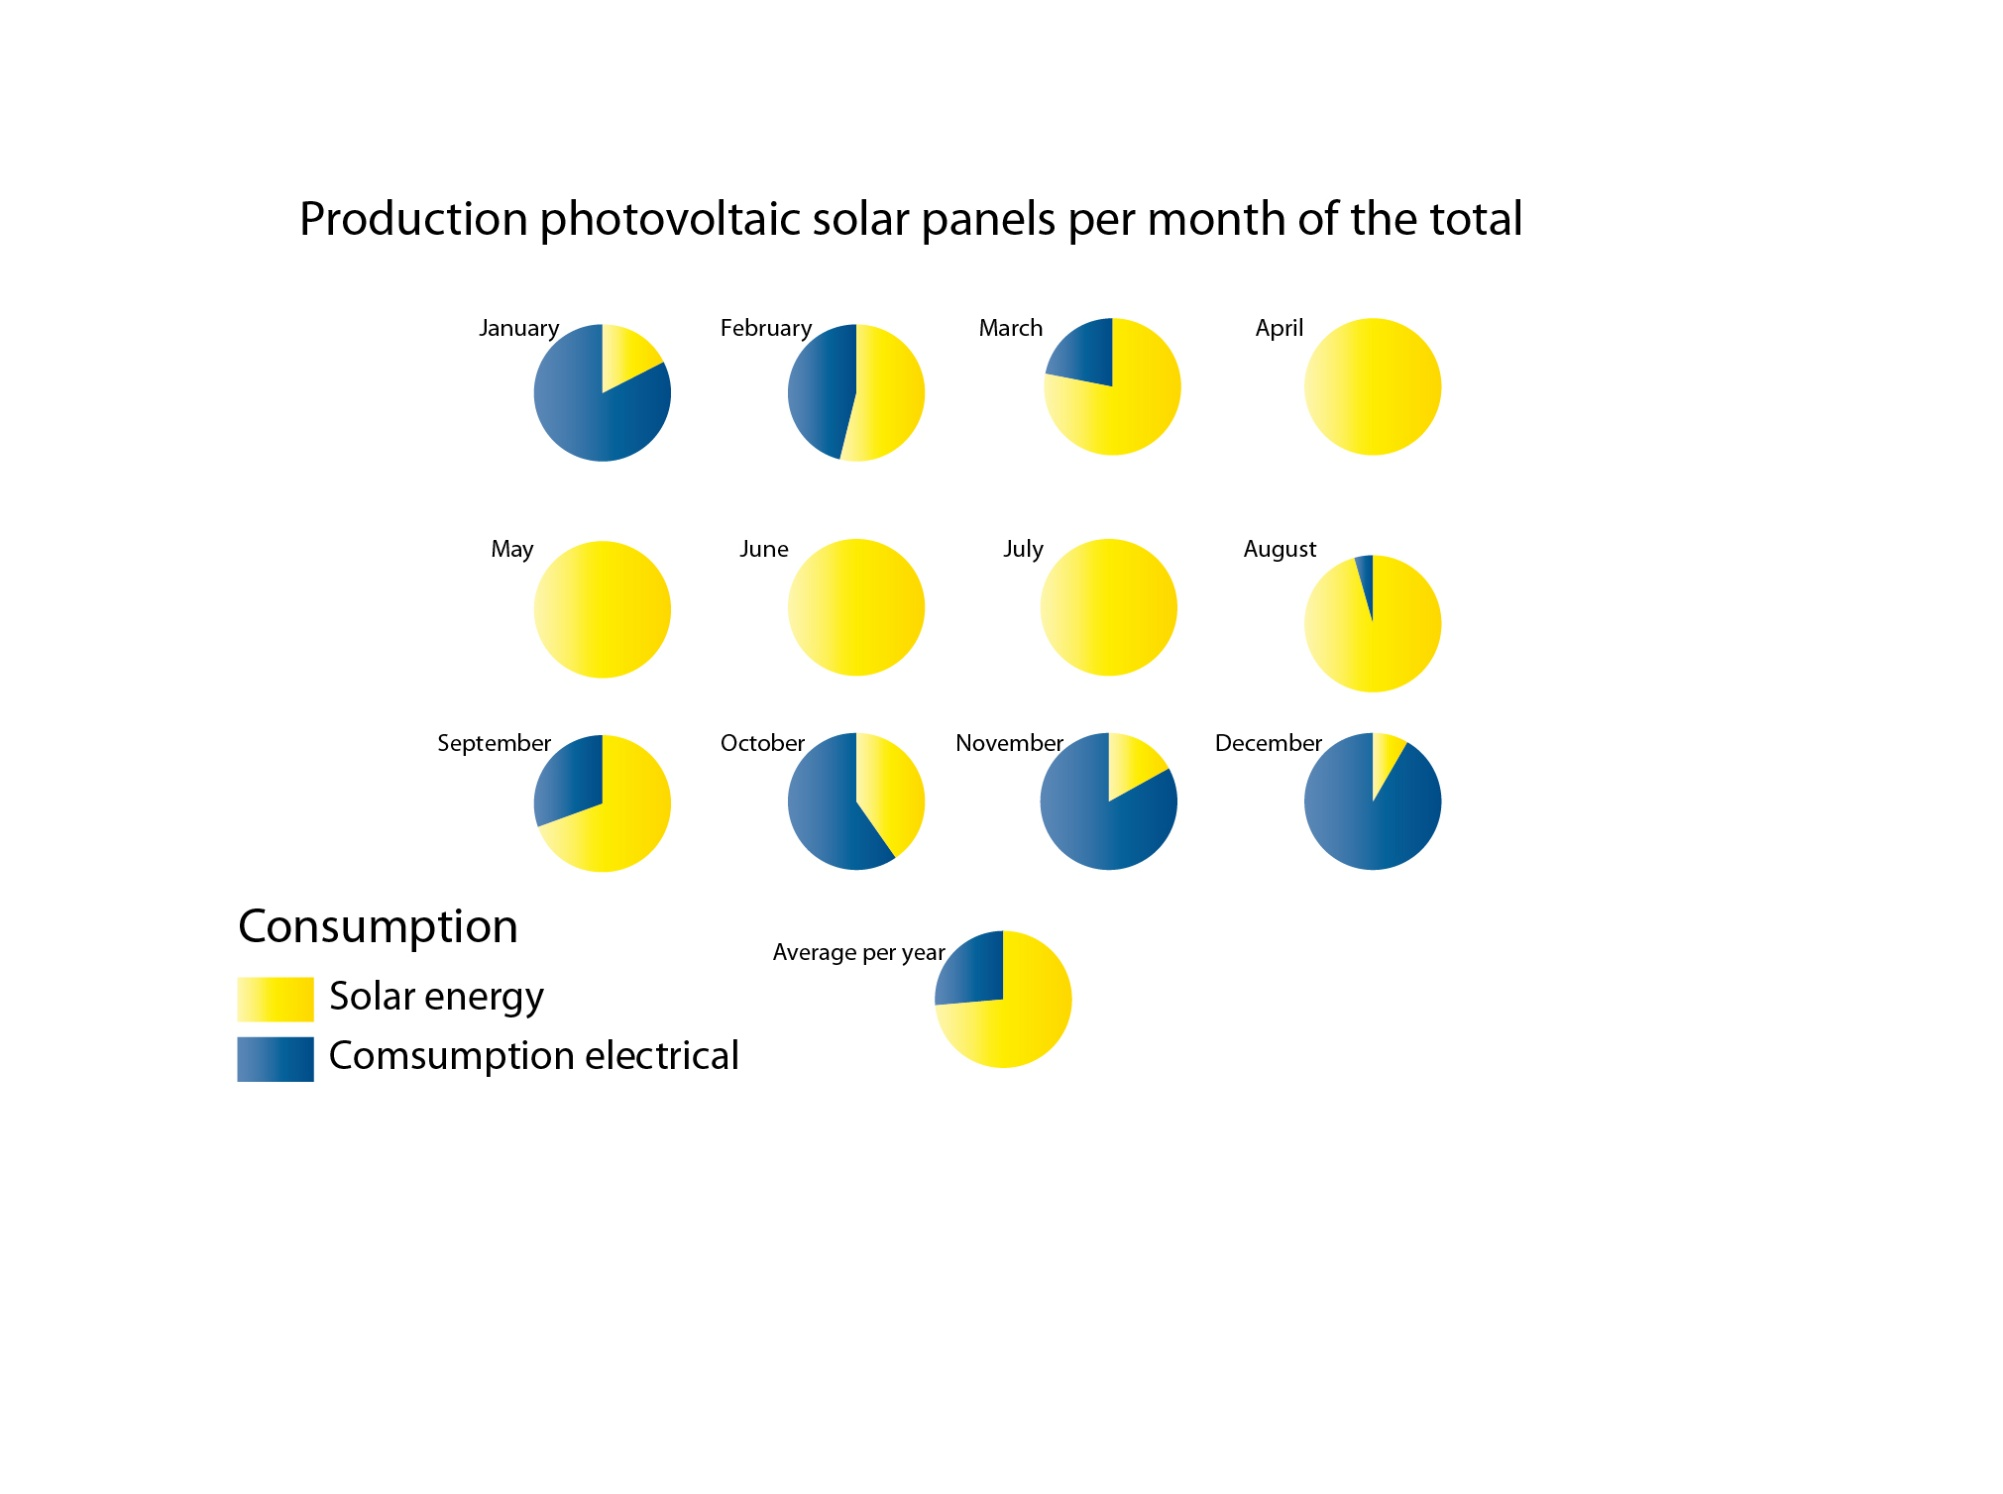 Production photovoltaic solar panels per month of the total
January
February
March
April
May
June
July
August
September
October
November
December
Consumption
Solar energy
Comsumption electrical
Average per year